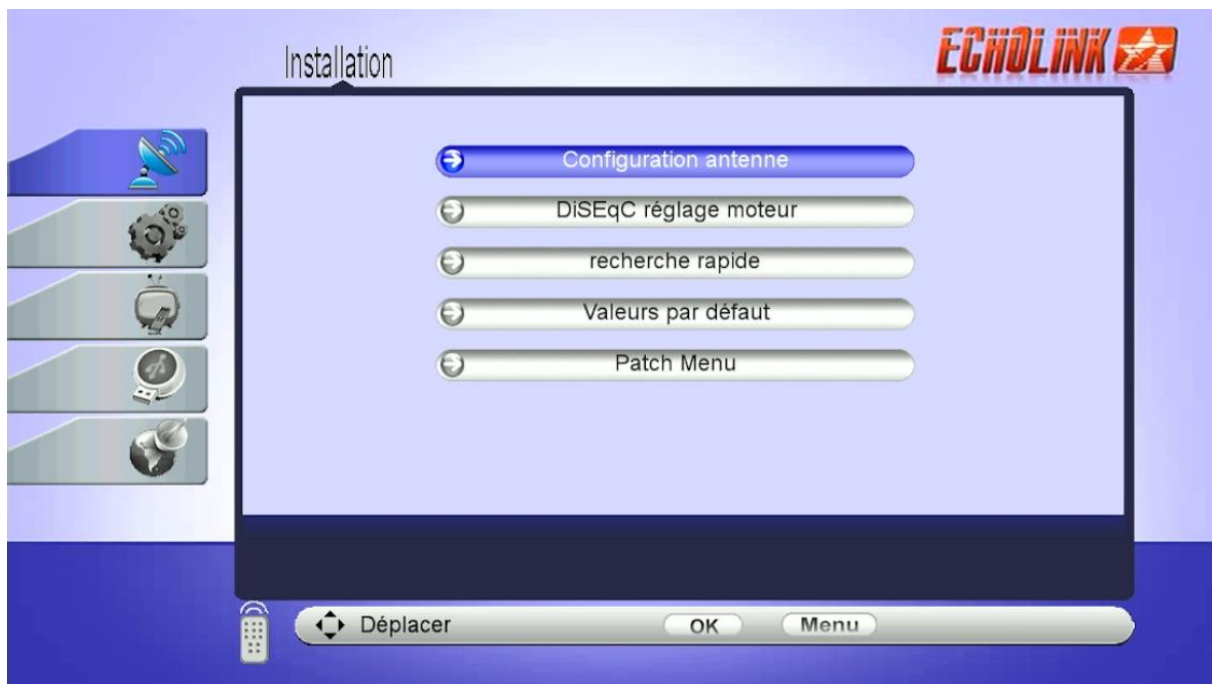 Installation
ECHOLINK
Configuration antenne
DiSEqC réglage moteur
recherche rapide
Valeurs par défaut
Patch Menu
Déplacer OK Menu